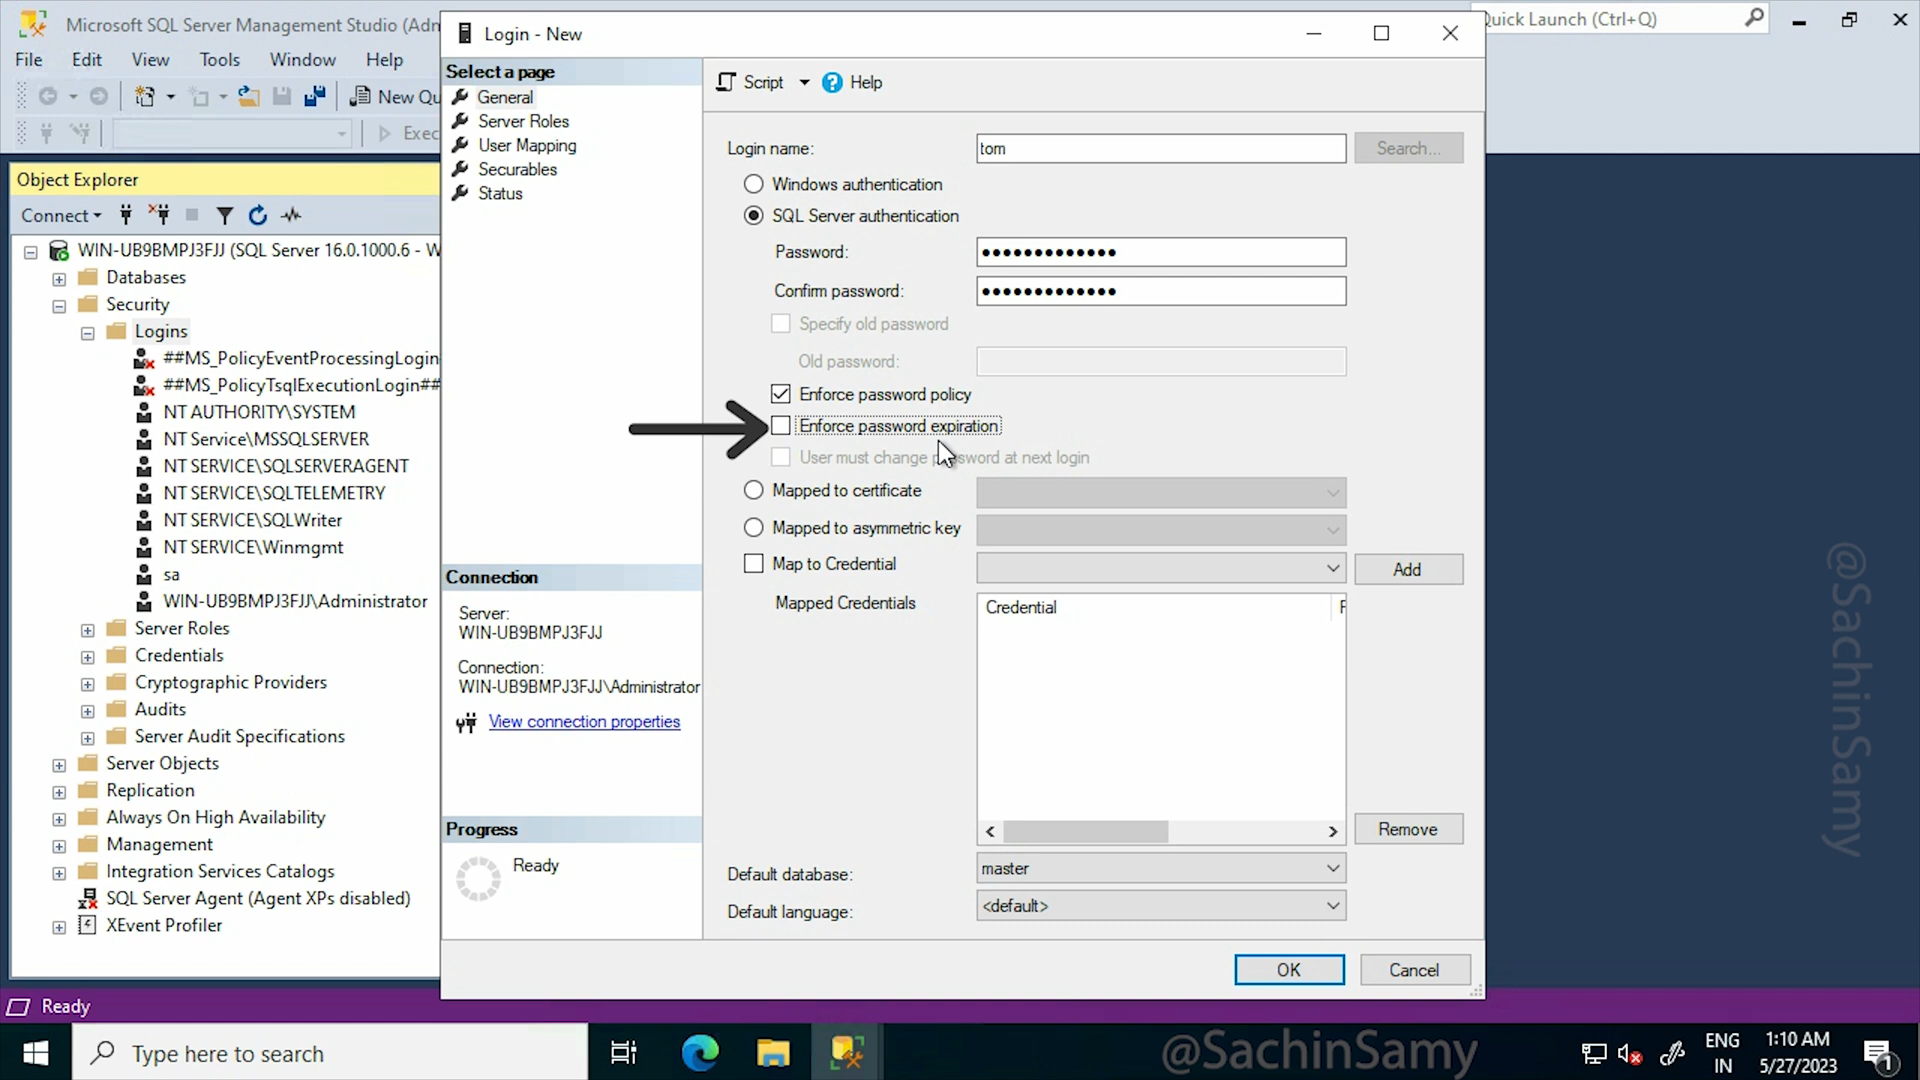 Microsoft SQL Server Management Studio (Adm
Quick Launch (Ctrl+Q)
File Edit View Tools Window Help
New Qu
Exec
Object Explorer
Connect
WIN-UB9BMPJ3FJJ (SQL Server 16.0.1000.6 - W
Databases
Security
Logins
##MS_PolicyEventProcessingLogin
##MS_PolicyTsqlExecutionLogin##
NT AUTHORITY\SYSTEM
NT Service\MSSQLSERVER
NT SERVICE\SQLSERVERAGENT
NT SERVICE\SQLTELEMETRY
NT SERVICE\SQLWriter
NT SERVICE\Winmgmt
sa
WIN-UB9BMPJ3FJJ\Administrator
Server Roles
Credentials
Cryptographic Providers
Audits
Server Audit Specifications
Server Objects
Replication
Always On High Availability
Management
Integration Services Catalogs
SQL Server Agent (Agent XPs disabled)
XEvent Profiler
Login - New
Select a page
General
Server Roles
User Mapping
Securables
Status
Connection
Server:
WIN-UB9BMPJ3FJJ
Connection:
WIN-UB9BMPJ3FJJ\Administrator
View connection properties
Progress
Ready
Script Help
Login name: tom Search...
Windows authentication
SQL Server authentication
Password: ●●●●●●●●●●●●●
Confirm password: ●●●●●●●●●●●●●
Specify old password
Old password:
Enforce password policy
Enforce password expiration
User must change password at next login
Mapped to certificate
Mapped to asymmetric key
Map to Credential Add
Mapped Credentials Credential
Remove
Default database: master
Default language: <default>
OK Cancel
@SachinSamy
Ready
Type here to search
@SachinSamy
ENG
IN
1:10 AM
5/27/2023
1